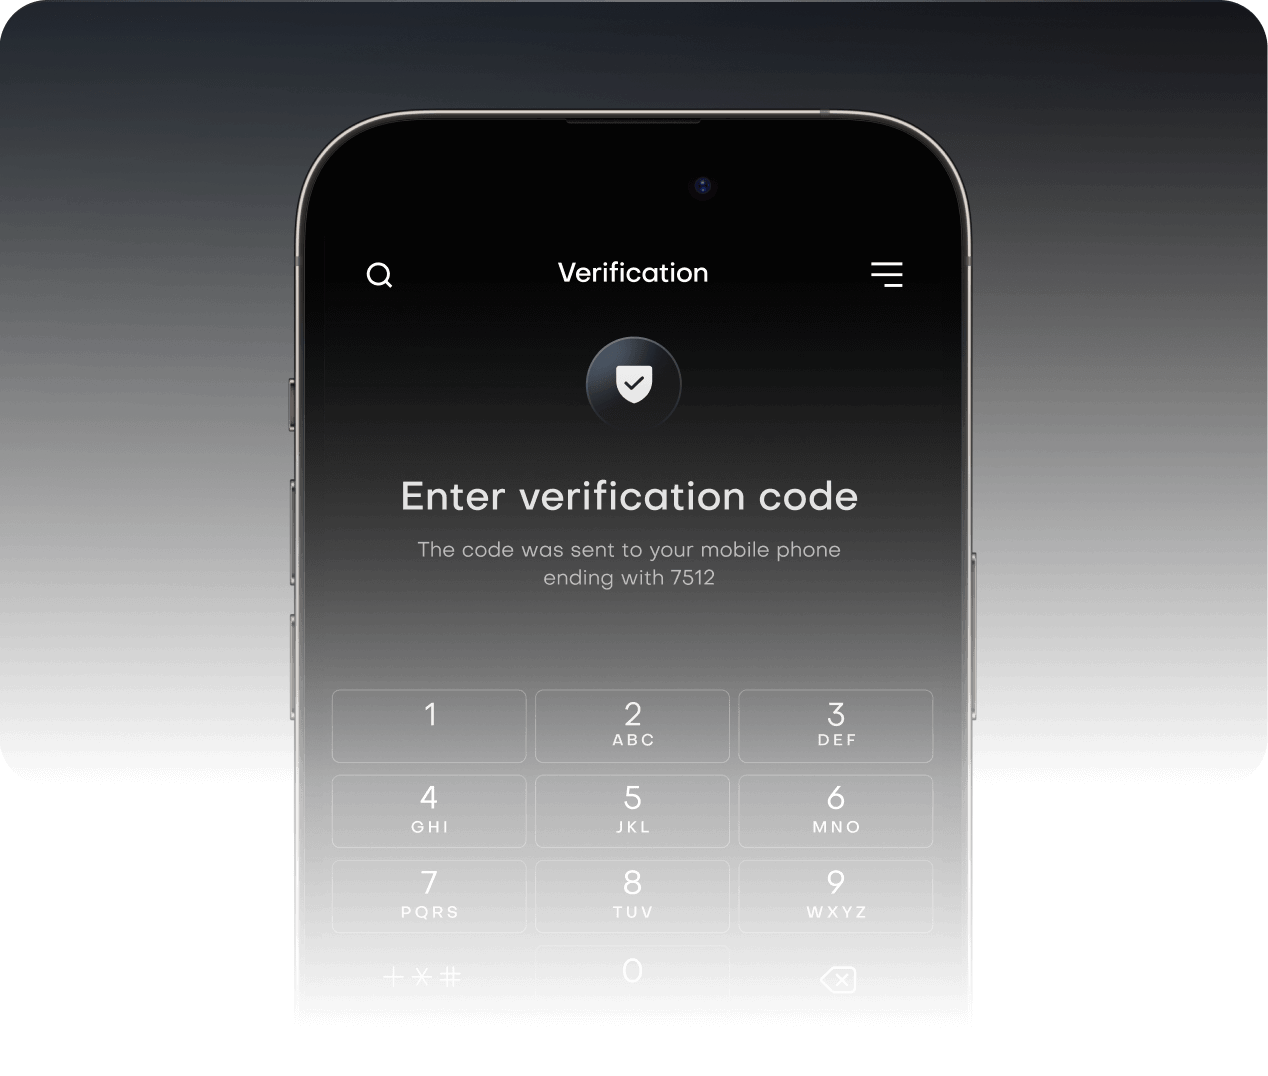 Verification
Enter verification code
The code was sent to your mobile phone
ending with 7512
1
2
3
ABC
DEF
4
5
6
GHI
JKL
MNO
7
8
9
PQRS
TUV
WXYZ
+*#
0